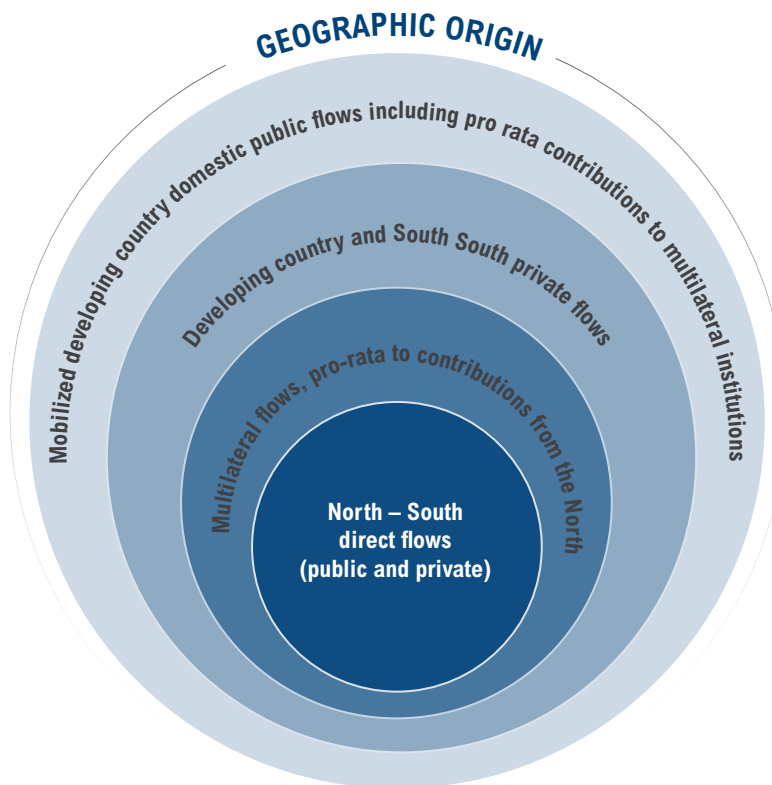 GEOGRAPHIC ORIGIN
Mobilized developing country domestic public flows including pro rata contributions to multilateral institutions
Developing country and South South private flows
Multilateral flows, pro-rata to contributions from the North
North – South
direct flows
(public and private)